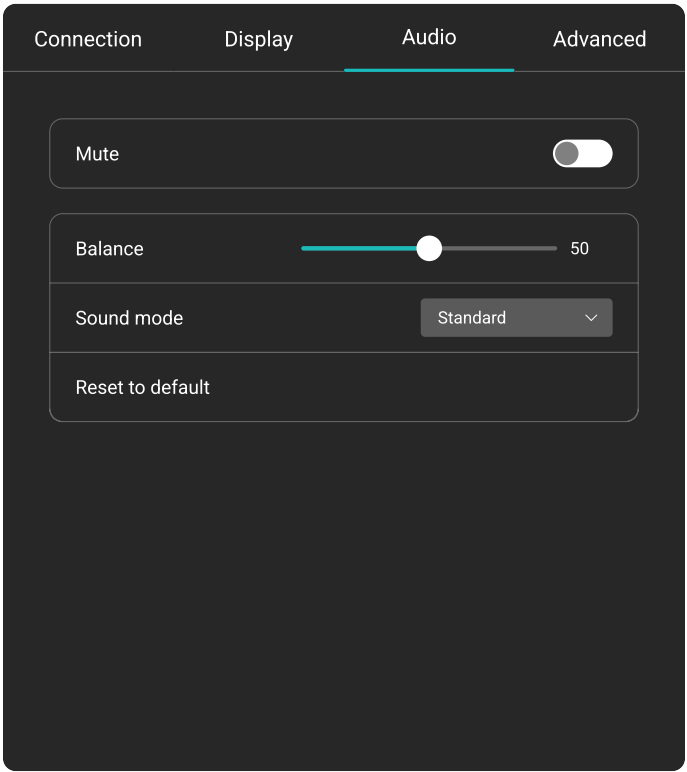 Connection Display Audio Advanced
Mute
Balance 50
Sound mode Standard
Reset to default